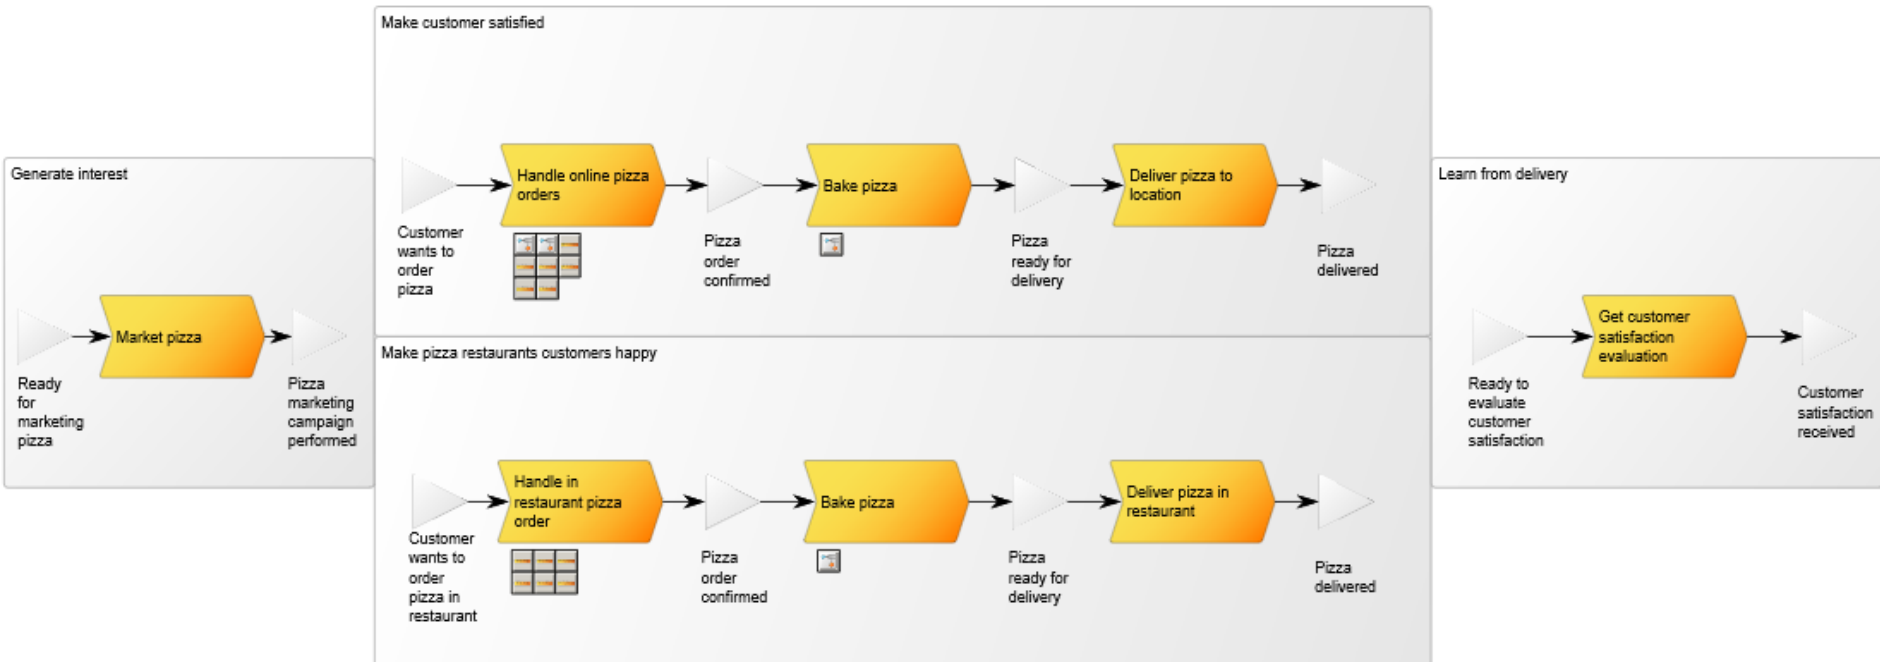 Make customer satisfied
Handle online pizza
orders
Bake pizza
Deliver pizza to
location
Customer
wants to
order
pizza
Pizza
order
confirmed
Pizza
ready for
delivery
Pizza
delivered
Generate interest
Market pizza
Ready
for
marketing
pizza
Pizza
marketing
campaign
performed
Make pizza restaurants customers happy
Handle in
restaurant pizza
order
Bake pizza
Deliver pizza in
restaurant
Customer
wants to
order
pizza in
restaurant
Pizza
order
confirmed
Pizza
ready for
delivery
Pizza
delivered
Learn from delivery
Get customer
satisfaction
evaluation
Ready to
evaluate
customer
satisfaction
Customer
satisfaction
received